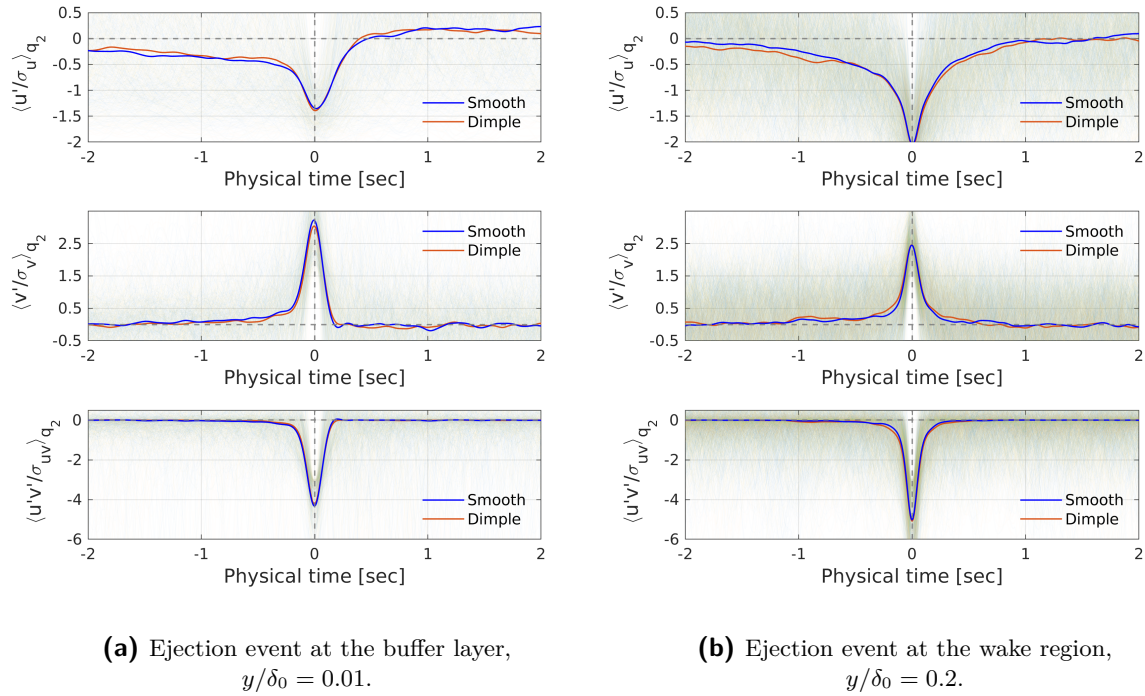 0.5
0
-0.5
-1
-1.5
-2
⟨u'/σu⟩q2
Smooth
Dimple
-2 -1 0 1 2
Physical time [sec]
2.5
1.5
0.5
-0.5
⟨v'/σv⟩q2
Smooth
Dimple
-2 -1 0 1 2
Physical time [sec]
0
-2
-4
-6
⟨u'v'/σuv⟩q2
Smooth
Dimple
-2 -1 0 1 2
Physical time [sec]
(a) Ejection event at the buffer layer,
y/δ0 = 0.01.
0.5
0
-0.5
-1
-1.5
-2
⟨u'/σu⟩q2
Smooth
Dimple
-2 -1 0 1 2
Physical time [sec]
2.5
1.5
0.5
-0.5
⟨v'/σv⟩q2
Smooth
Dimple
-2 -1 0 1 2
Physical time [sec]
0
-2
-4
-6
⟨u'v'/σuv⟩q2
Smooth
Dimple
-2 -1 0 1 2
Physical time [sec]
(b) Ejection event at the wake region,
y/δ0 = 0.2.